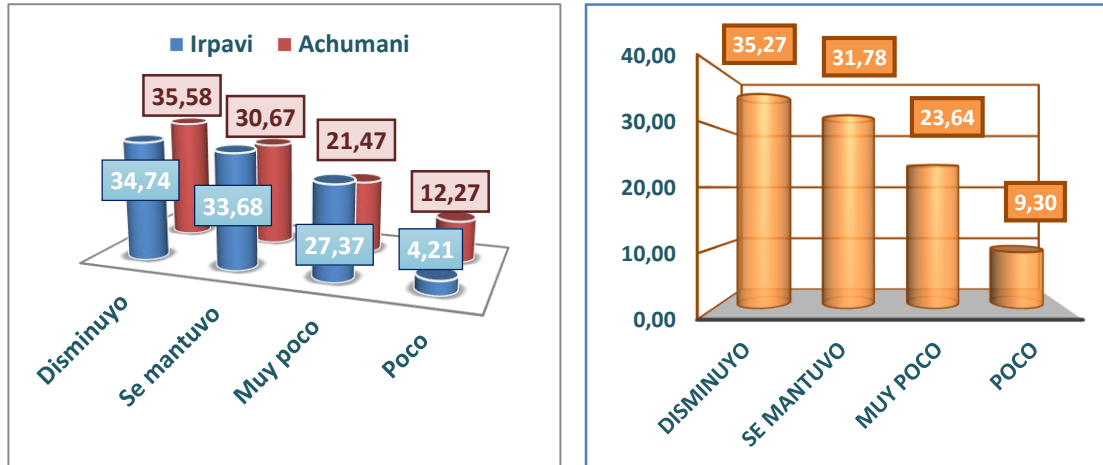 Irpavi Achumani
35,58
30,67
21,47
12,27
34,74
33,68
27,37
4,21
Disminuyo
Se mantuvo
Muy poco
Poco
35,27
31,78
23,64
9,30
40,00
30,00
20,00
10,00
0,00
DISMINUYO
SE MANTUVO
MUY POCO
POCO